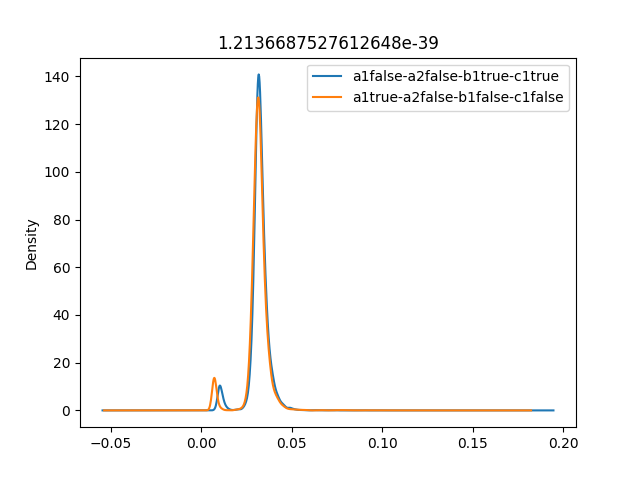 1.2136687527612648e-39
a1false-a2false-b1true-c1true
a1true-a2false-b1false-c1false
Density
140
120
100
80
60
40
20
0
−0.05 0.00 0.05 0.10 0.15 0.20